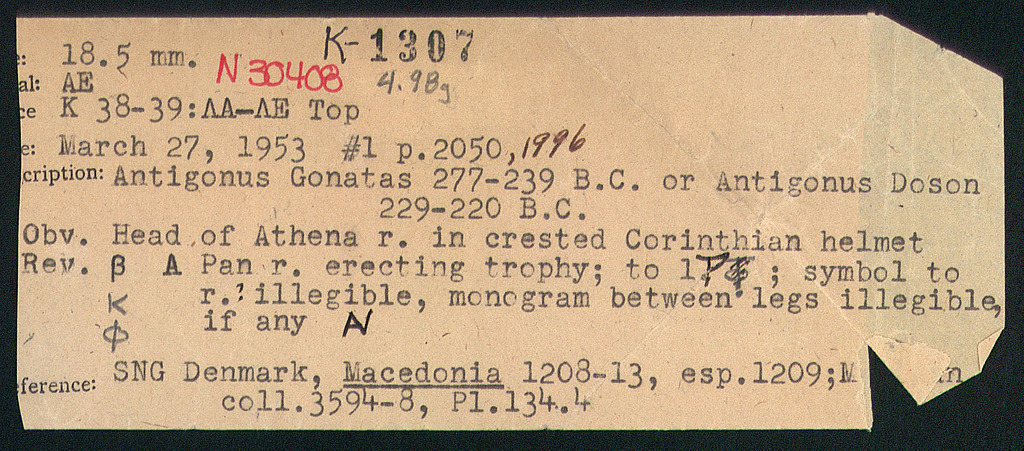 K-1307
e: 18.5 mm. N 30408 4.98g
al: AE
ce K 38-39:ΛΑ-ΛΕ Top
e: March 27, 1953 #1 p.2050, 1996
cription: Antigonus Gonatas 277-239 B.C. or Antigonus Doson
229-220 B.C.
Obv. Head of Athena r. in crested Corinthian helmet
Rev. β A Pan r. erecting trophy; to l. ; symbol to
K r.? illegible, monogram between legs illegible,
Φ if any
eference: SNG Denmark, Macedonia 1208-13, esp.1209;
coll.3594-8, Pl.134.4